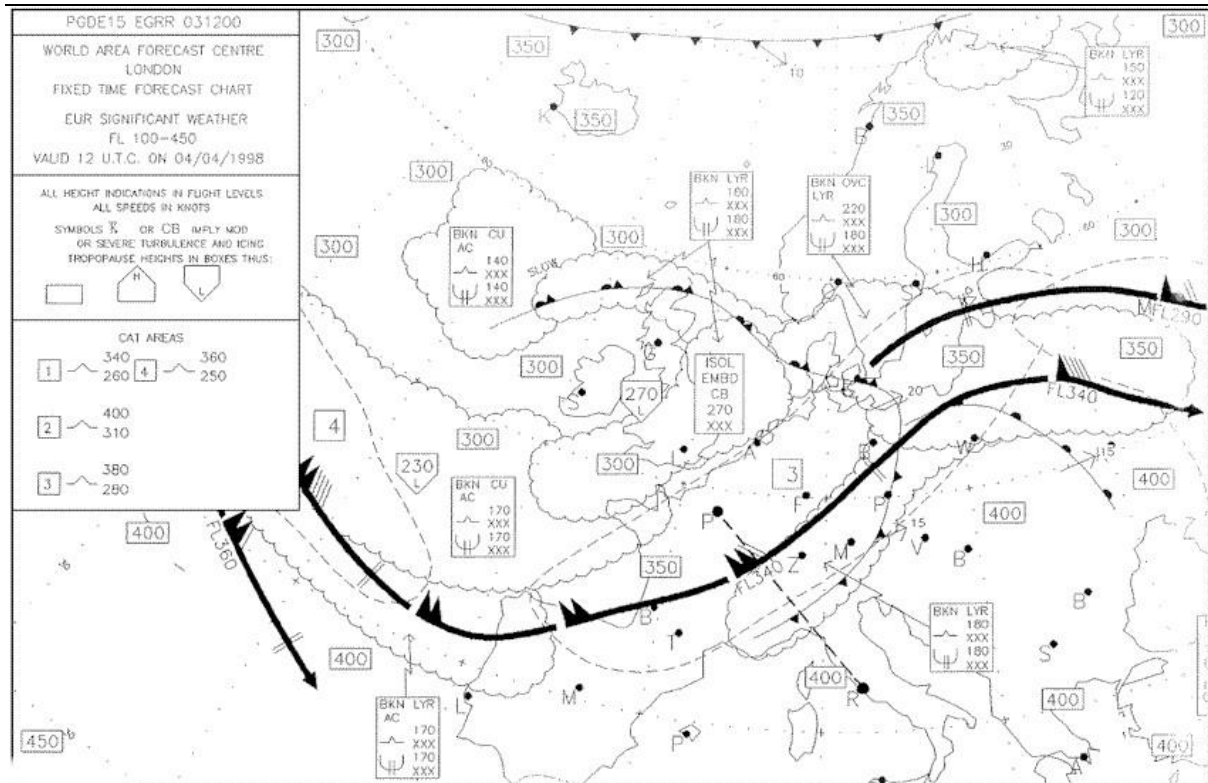 PGDE15 EGRR 031200
WORLD AREA FORECAST CENTRE
LONDON
FIXED TIME FORECAST CHART
EUR SIGNIFICANT WEATHER
FL 100-450
VALID 12 U.T.C. ON 04/04/1998
ALL HEIGHT INDICATIONS IN FLIGHT LEVELS
ALL SPEEDS IN KNOTS
SYMBOLS OR CB IMPLY MOD
OR SEVERE TURBULENCE AND ICING
TROPOPAUSE HEIGHTS IN BOXES THUS:
H
L
CAT AREAS
1 340 260
4 360 250
2 400 310
3 380 280
300
350
300
10
BKN LYR
150
XXX
120
XXX
K
350
B
350
300
BKN LYR
180
XXX
180
XXX
BKN OVC
LYR
220
XXX
180
XXX
300
300
300
300
BKN CU
AC
140
XXX
140
XXX
SLOW
H
MFL290
G
300
S
270
L
ISOL
EMBD
CB
270
XXX
350
350
20
FL340
4
300
230
L
300
L
A
3
B
W
15
400
BKN CU
AC
170
XXX
170
XXX
P
F
P
400
400
FL360
350
FL340
Z
M
15
V
B
B
B
T
BKN LYR
180
XXX
180
XXX
S
400
L
M
400
R
400
BKN LYR
AC
170
XXX
170
XXX
450
P
400
A